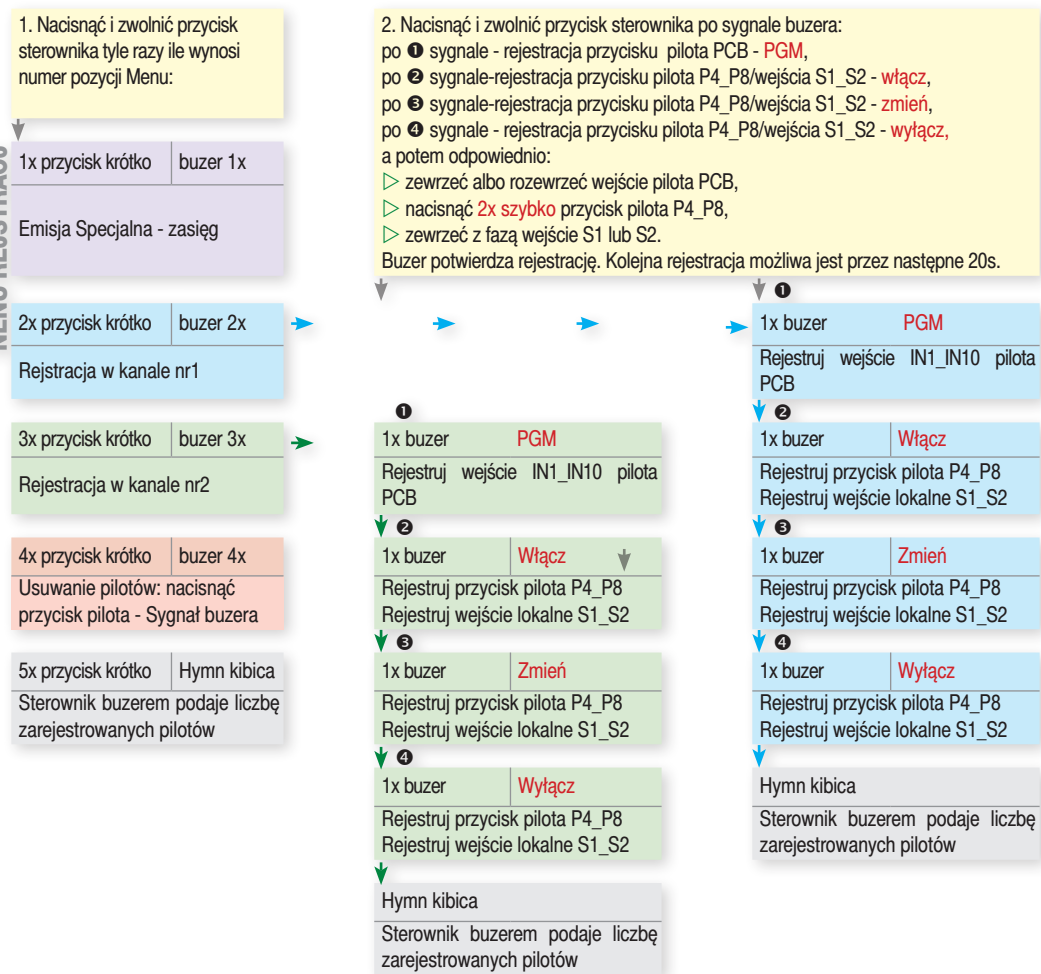 1. Nacisnąć i zwolnić przycisk
sterownika tyle razy ile wynosi
numer pozycji Menu:
2. Nacisnąć i zwolnić przycisk sterownika po sygnale buzera:
po ❶ sygnale - rejestracja przycisku pilota PCB - PGM,
po ❷ sygnale-rejestracja przycisku pilota P4_P8/wejścia S1_S2 - włącz,
po ❸ sygnale-rejestracja przycisku pilota P4_P8/wejścia S1_S2 - zmień,
po ❹ sygnale - rejestracja przycisku pilota P4_P8/wejścia S1_S2 - wyłącz,
a potem odpowiednio:
▷ zewrzeć albo rozewrzeć wejście pilota PCB,
▷ nacisnąć 2x szybko przycisk pilota P4_P8,
▷ zewrzeć z fazą wejście S1 lub S2.
Buzer potwierdza rejestrację. Kolejna rejestracja możliwa jest przez następne 20s.
1x przycisk krótko buzer 1x
Emisja Specjalna - zasięg
2x przycisk krótko buzer 2x
Rejstracja w kanale nr1
3x przycisk krótko buzer 3x
Rejestracja w kanale nr2
4x przycisk krótko buzer 4x
Usuwanie pilotów: nacisnąć
przycisk pilota - Sygnał buzera
5x przycisk krótko Hymn kibica
Sterownik buzerem podaje liczbę
zarejestrowanych pilotów
❶
1x buzer PGM
Rejestruj wejście IN1_IN10 pilota
PCB
❷
1x buzer Włącz
Rejestruj przycisk pilota P4_P8
Rejestruj wejście lokalne S1_S2
❸
1x buzer Zmień
Rejestruj przycisk pilota P4_P8
Rejestruj wejście lokalne S1_S2
❹
1x buzer Wyłącz
Rejestruj przycisk pilota P4_P8
Rejestruj wejście lokalne S1_S2
Hymn kibica
Sterownik buzerem podaje liczbę
zarejestrowanych pilotów
❶
1x buzer PGM
Rejestruj wejście IN1_IN10 pilota
PCB
❷
1x buzer Włącz
Rejestruj przycisk pilota P4_P8
Rejestruj wejście lokalne S1_S2
❸
1x buzer Zmień
Rejestruj przycisk pilota P4_P8
Rejestruj wejście lokalne S1_S2
❹
1x buzer Wyłącz
Rejestruj przycisk pilota P4_P8
Rejestruj wejście lokalne S1_S2
Hymn kibica
Sterownik buzerem podaje liczbę
zarejestrowanych pilotów